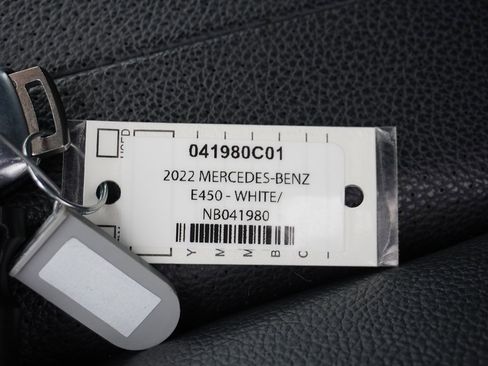 041980C01
2022 MERCEDES-BENZ
E450 - WHITE/
NB041980
Y M M B C